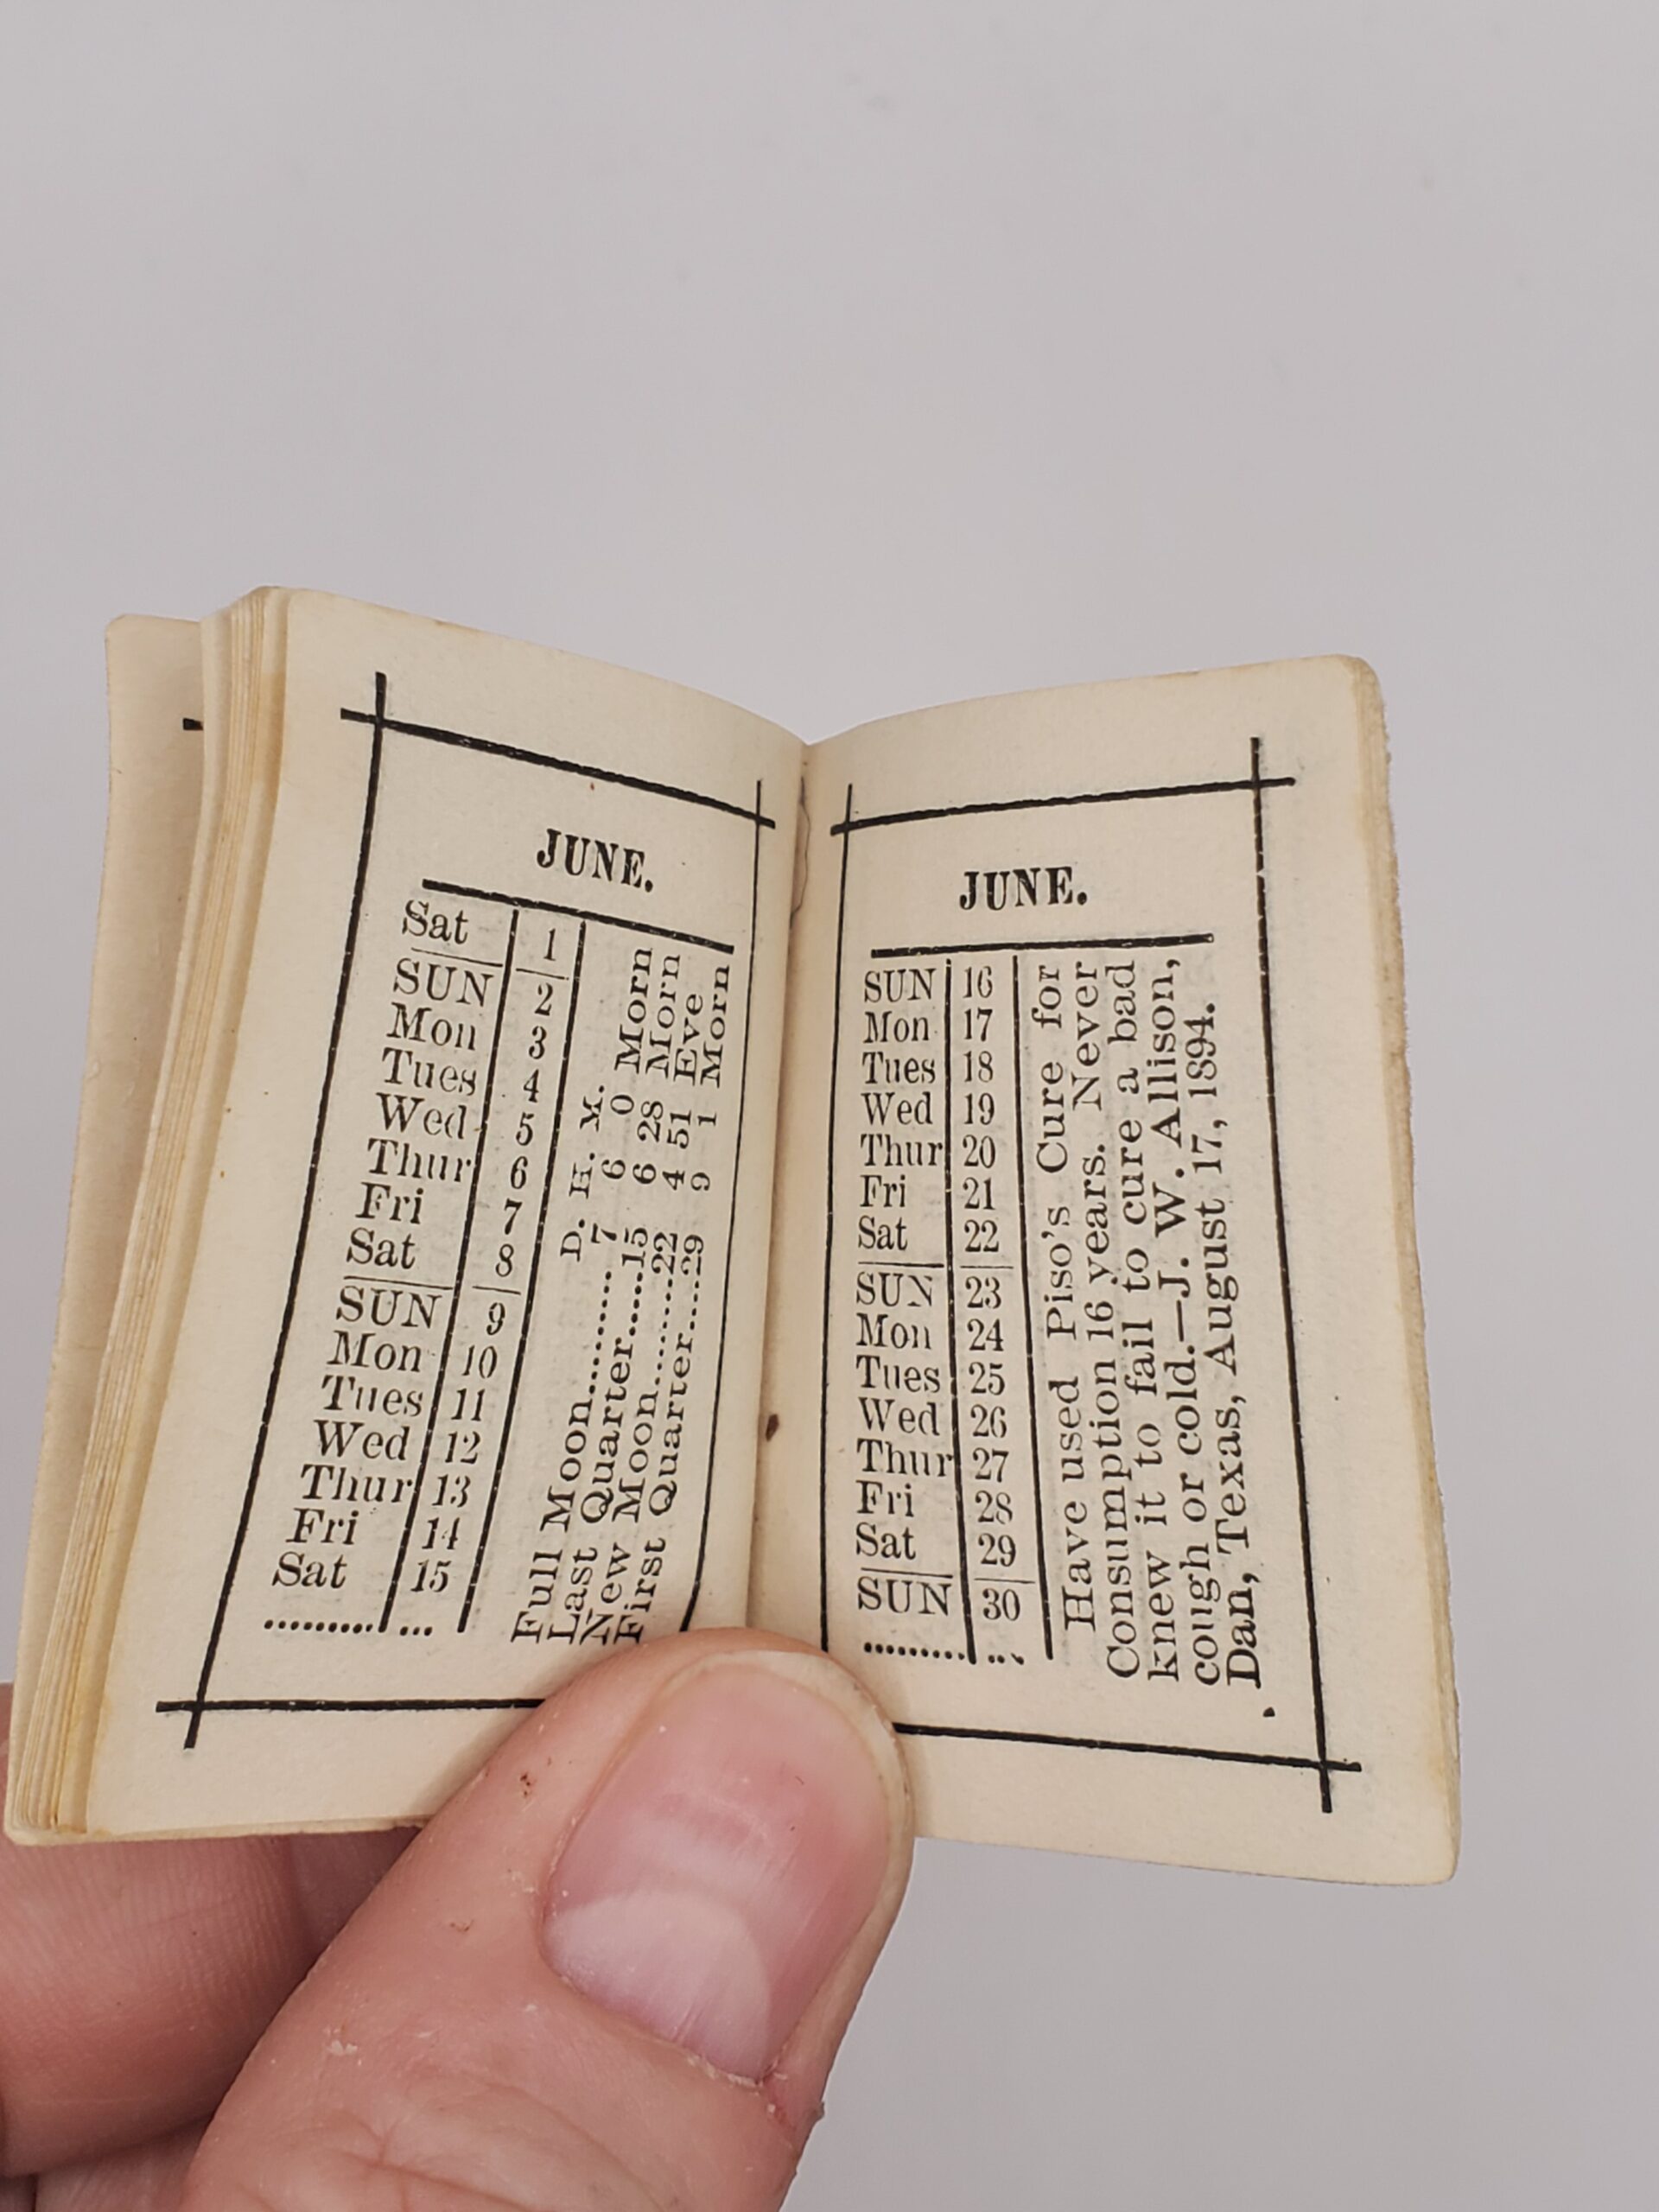 JUNE.
Sat 1
SUN 2
Mon 3
Tues 4
Wed 5
Thur 6
Fri 7
Sat 8
SUN 9
Mon 10
Tues 11
Wed 12
Thur 13
Fri 14
Sat 15
.......... ...
D. H. M.
Full Moon.......... 7 6 0 Morn
Last Quarter......15 6 28 Morn
New Moon.........22 4 51 Eve
First Quarter.....29 9 1 Morn
JUNE.
SUN 16
Mon 17
Tues 18
Wed 19
Thur 20
Fri 21
Sat 22
SUN 23
Mon 24
Tues 25
Wed 26
Thur 27
Fri 28
Sat 29
SUN 30
.......... ...
Have used Piso's Cure for
Consumption 16 years. Never
knew it to fail to cure a bad
cough or cold.—J. W. Allison,
Dan, Texas, August 17, 1894.